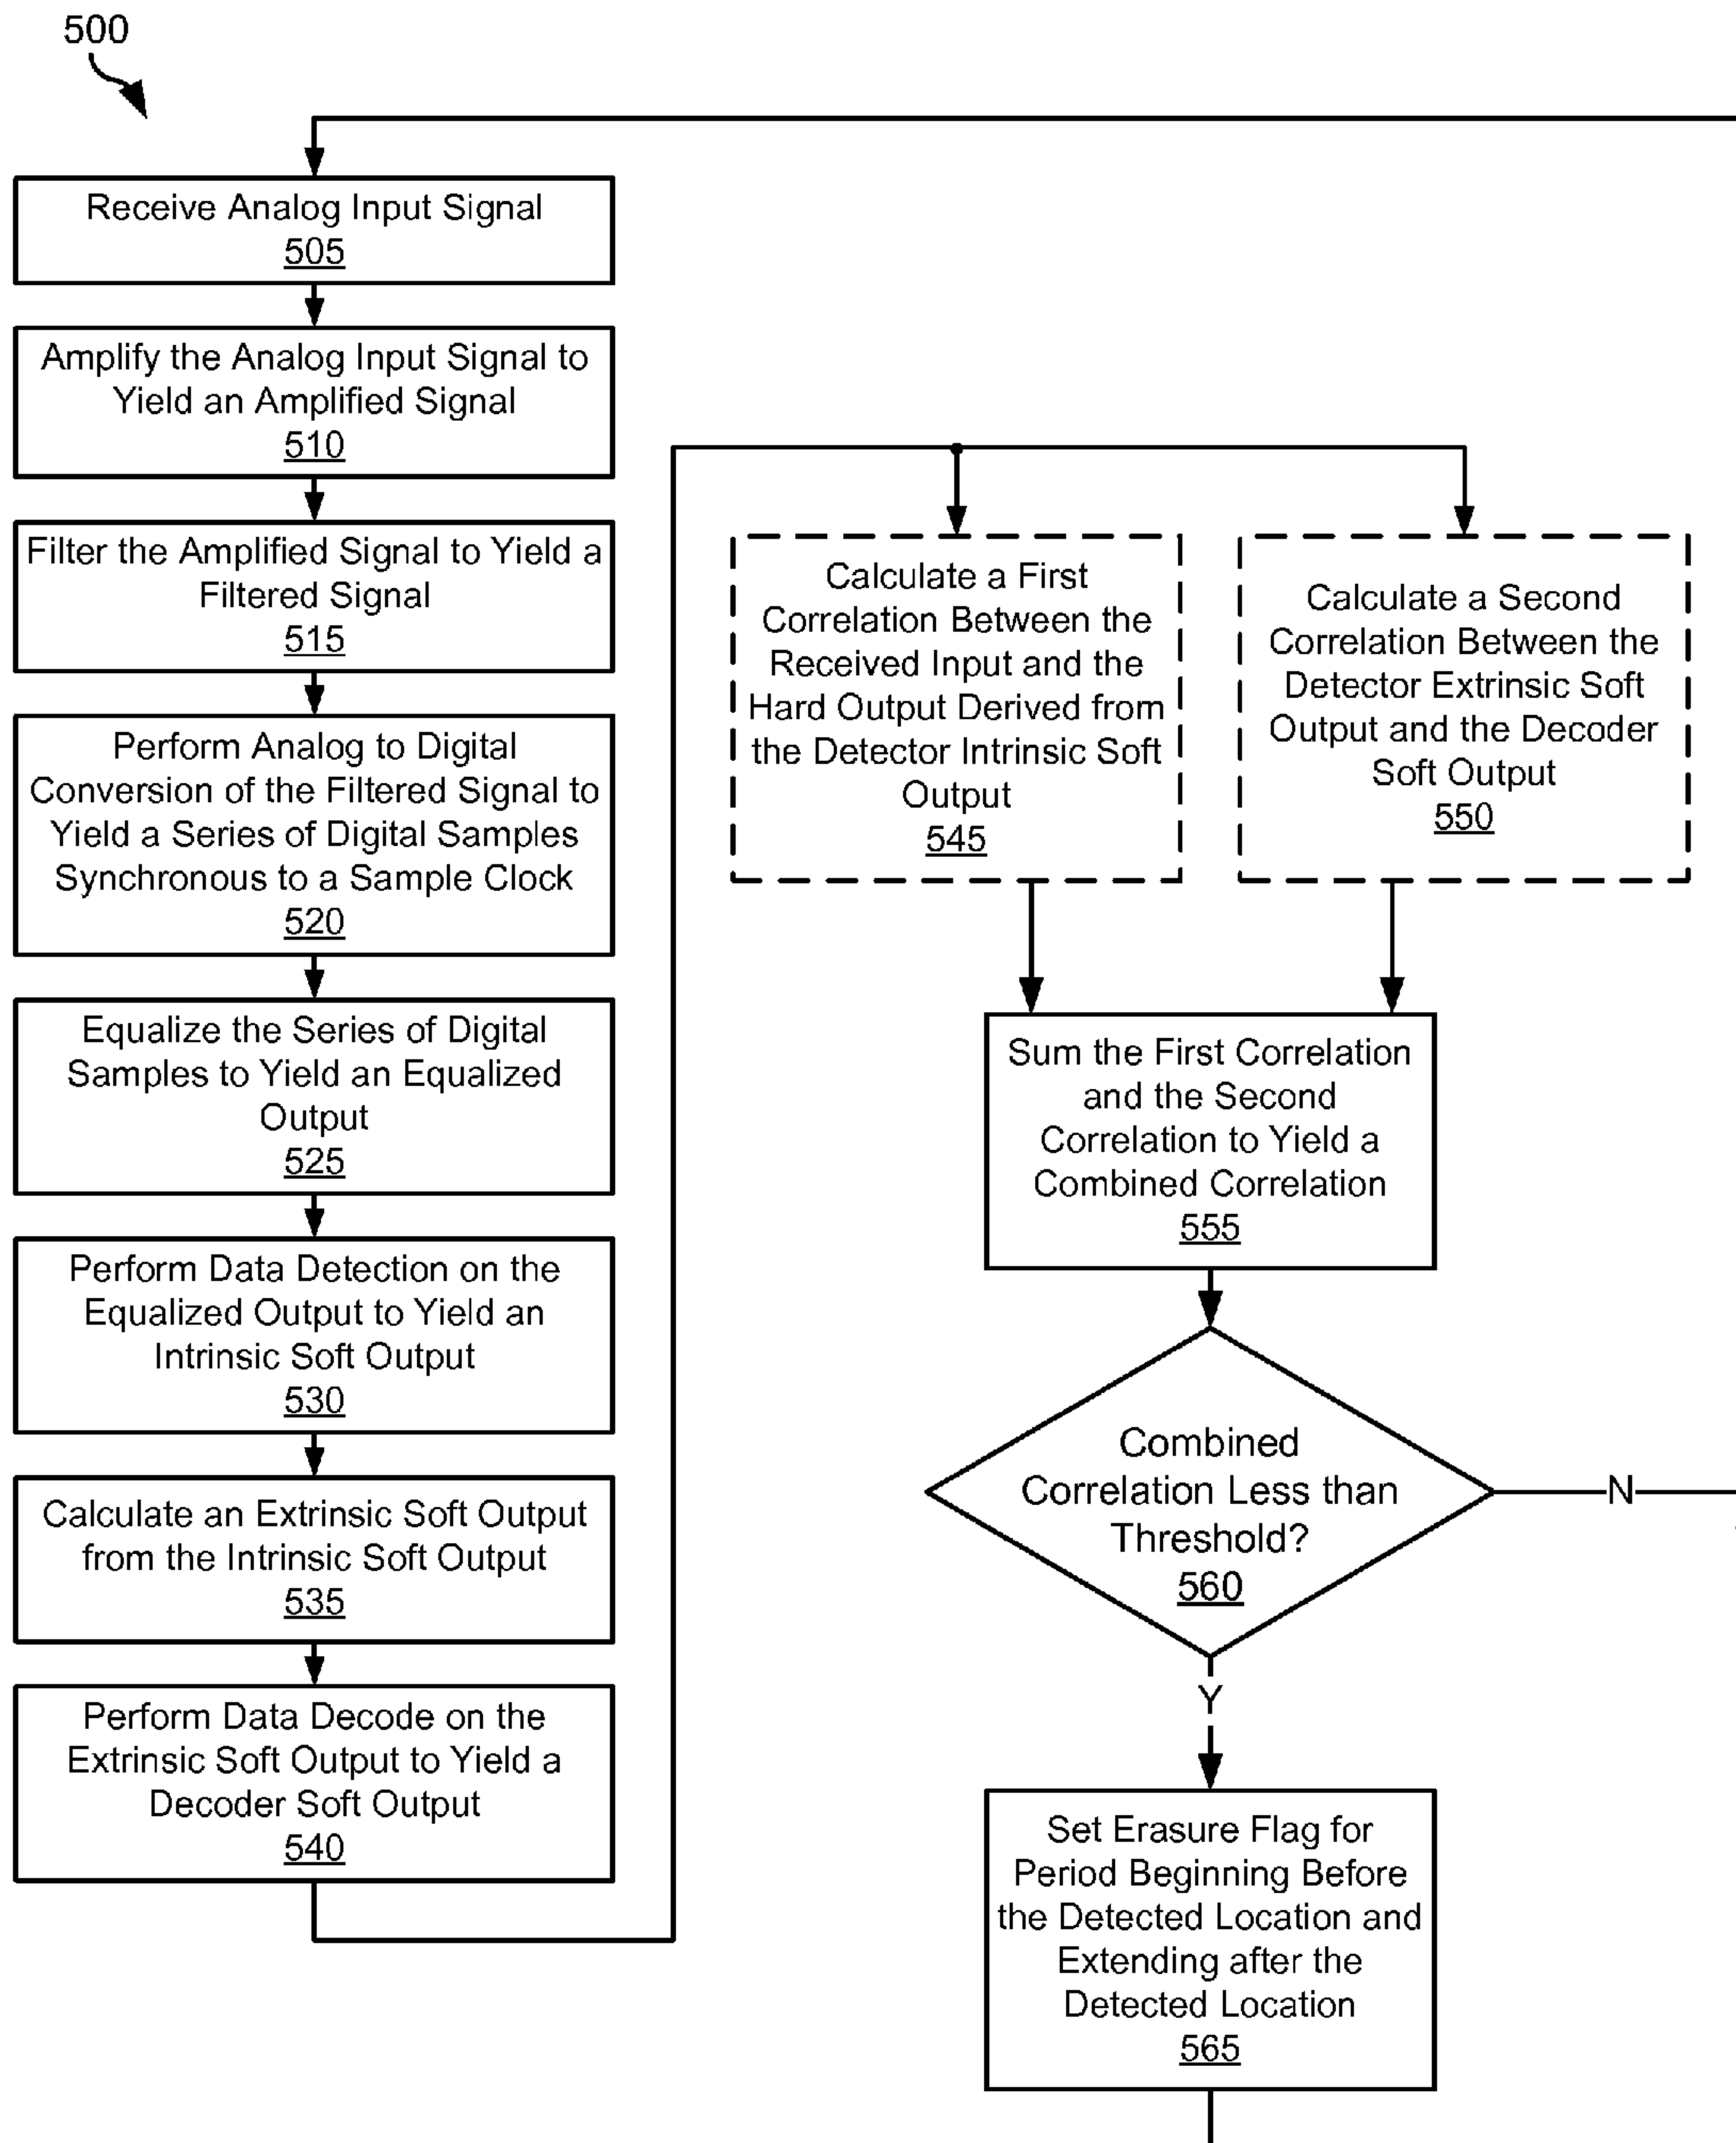 500
Receive Analog Input Signal
505
Amplify the Analog Input Signal to
Yield an Amplified Signal
510
Filter the Amplified Signal to Yield a
Filtered Signal
515
Perform Analog to Digital
Conversion of the Filtered Signal to
Yield a Series of Digital Samples
Synchronous to a Sample Clock
520
Equalize the Series of Digital
Samples to Yield an Equalized
Output
525
Perform Data Detection on the
Equalized Output to Yield an
Intrinsic Soft Output
530
Calculate an Extrinsic Soft Output
from the Intrinsic Soft Output
535
Perform Data Decode on the
Extrinsic Soft Output to Yield a
Decoder Soft Output
540
Calculate a First
Correlation Between the
Received Input and the
Hard Output Derived from
the Detector Intrinsic Soft
Output
545
Calculate a Second
Correlation Between the
Detector Extrinsic Soft
Output and the Decoder
Soft Output
550
Sum the First Correlation
and the Second
Correlation to Yield a
Combined Correlation
555
Combined
Correlation Less than
Threshold?
560
N
Y
Set Erasure Flag for
Period Beginning Before
the Detected Location and
Extending after the
Detected Location
565